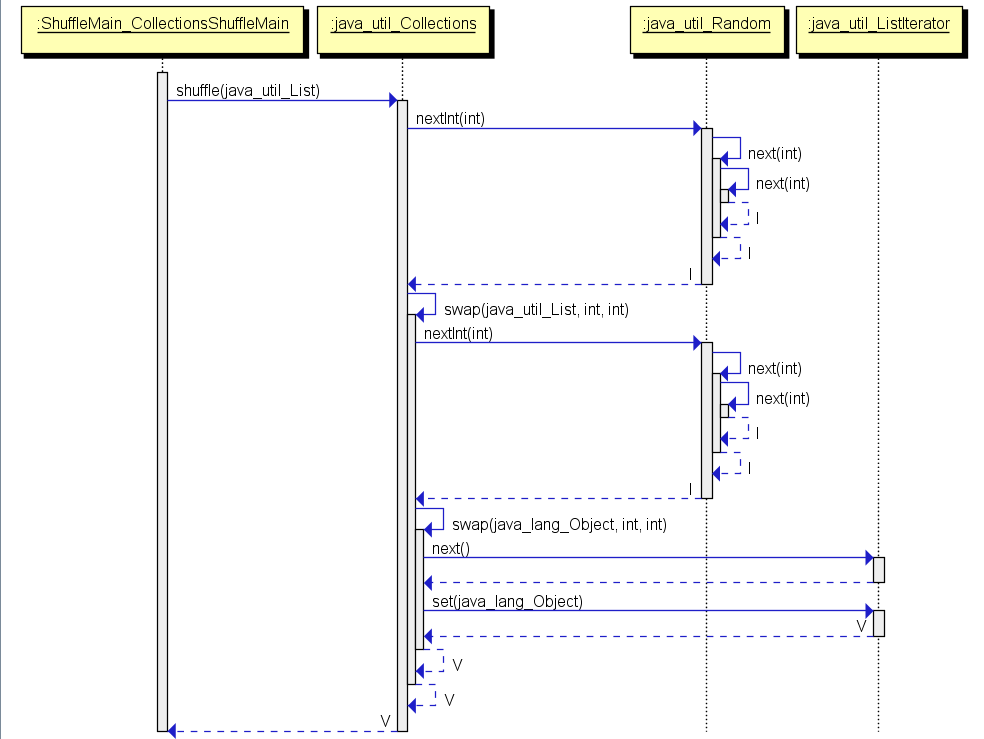 :ShuffleMain_CollectionsShuffleMain
:java_util_Collections
:java_util_Random
:java_util_ListIterator
shuffle(java_util_List)
nextInt(int)
next(int)
next(int)
I
I
I
swap(java_util_List, int, int)
nextInt(int)
next(int)
next(int)
I
I
I
swap(java_lang_Object, int, int)
next()
set(java_lang_Object)
V
V
V
V